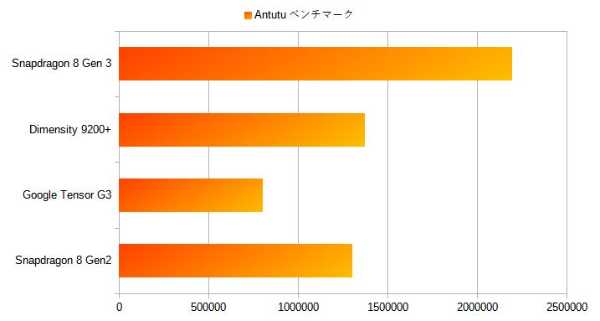 Antutu ベンチマーク
Snapdragon 8 Gen 3
Dimensity 9200+
Google Tensor G3
Snapdragon 8 Gen2
0 500000 1000000 1500000 2000000 2500000